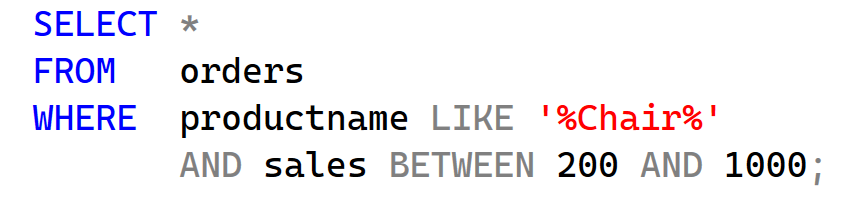 SELECT *
FROM   orders
WHERE  productname LIKE '%Chair%'
       AND sales BETWEEN 200 AND 1000;